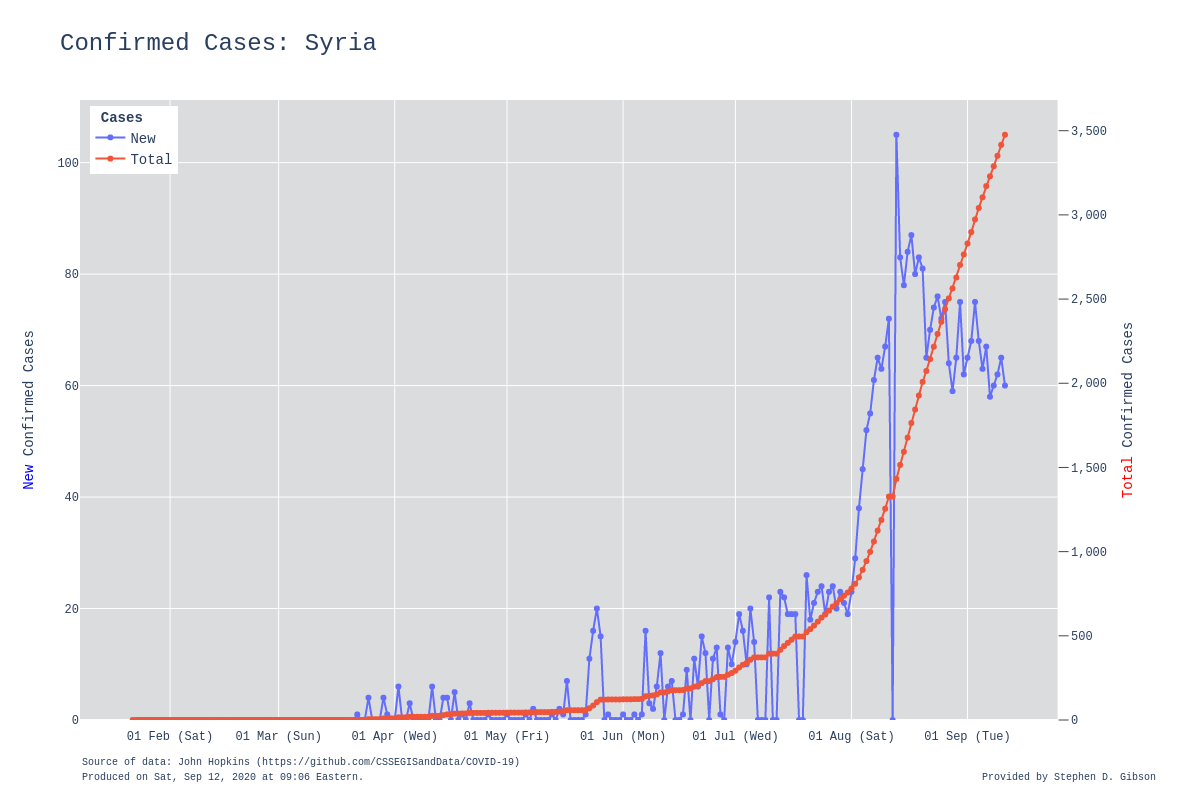 Confirmed Cases: Syria
Cases
New
Total
100
80
60
40
20
0
3,500
3,000
2,500
2,000
1,500
1,000
500
0
New Confirmed Cases
Total Confirmed Cases
01 Feb (Sat)
01 Mar (Sun)
01 Apr (Wed)
01 May (Fri)
01 Jun (Mon)
01 Jul (Wed)
01 Aug (Sat)
01 Sep (Tue)
Source of data: John Hopkins (https://github.com/CSSEGISandData/COVID-19)
Produced on Sat, Sep 12, 2020 at 09:06 Eastern.
Provided by Stephen D. Gibson